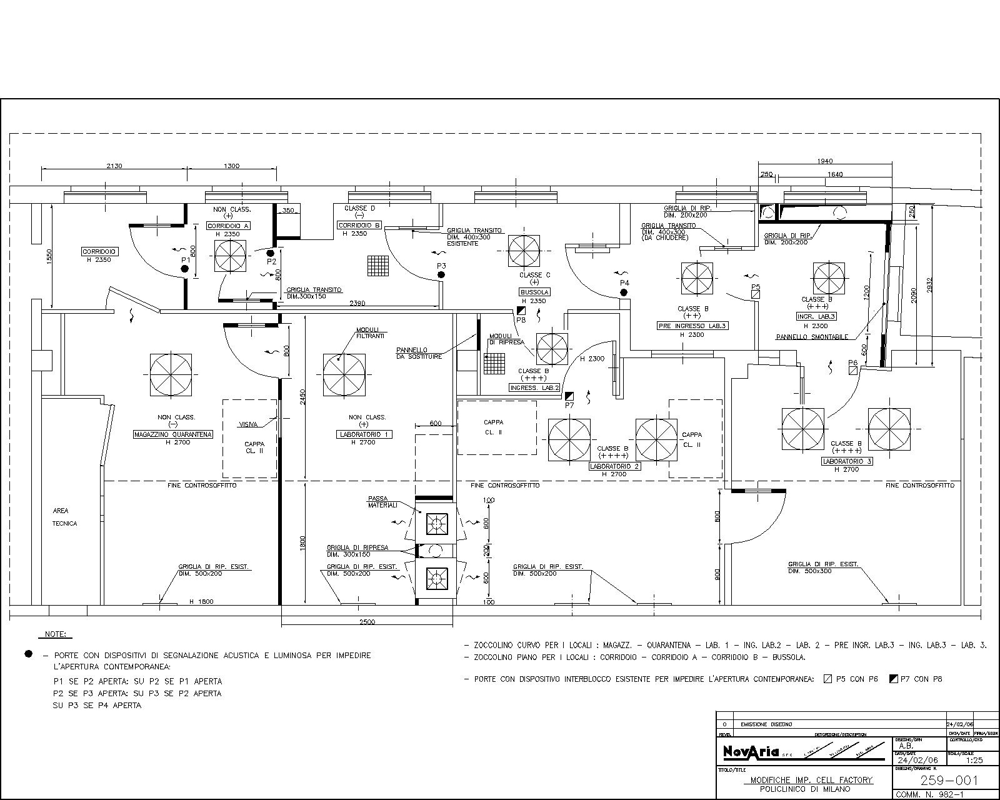 2130
1300
1940
250
1640
NON CLASS.
(+)
CORRIDOIO A
H 2350
350
CLASSE D
(-)
CORRIDOIO B
H 2350
GRIGLIA TRANSITO
DIM. 400x300
ESISTENTE
GRIGLIA DI RIP.
DIM. 200x200
GRIGLIA TRANSITO
DIM. 400x300
(DA CHIUDERE)
GRIGLIA DI RIP.
DIM. 200x200
250
1550
CORRIDOIO
H 2350
P1
800
P2
800
P3
CLASSE C
(+)
BUSSOLA
H 2350
P4
P5
GRIGLIA TRANSITO
DIM.300x150
2390
CLASSE B
(++)
PRE INGRESSO LAB.3
H 2300
CLASSE B
(+++)
INGR. LAB.3
H 2300
1200
2090
2932
PANNELLO SMONTABILE
600
P6
P8
MODULI
FILTRANTI
PANNELLO
DA SOSTITUIRE
MODULI
DI RIPRESA
H 2300
800
CLASSE B
(+++)
INGRESS. LAB.2
P7
2450
NON CLASS.
(-)
MAGAZZINO QUARANTENA
H 2700
VISIVA
CAPPA
CL. II
NON CLASS.
(+)
LABORATORIO 1
H 2700
600
CAPPA
CL. II
CLASSE B
(++++)
LABORATORIO 2
H 2700
CAPPA
CL. II
CLASSE B
(++++)
LABORATORIO 3
H 2700
FINE CONTROSOFFITTO
FINE CONTROSOFFITTO
FINE CONTROSOFFITTO
AREA
TECNICA
PASSA
MATERIALI
100
600
200
600
100
1800
800
900
GRIGLIA DI RIPRESA
DIM. 300x150
GRIGLIA DI RIP. ESIST.
DIM. 500x200
GRIGLIA DI RIP. ESIST.
DIM. 500x200
GRIGLIA DI RIP. ESIST.
DIM. 500x200
GRIGLIA DI RIP. ESIST.
DIM. 500x300
H 1800
2500
NOTE:
- PORTE CON DISPOSITIVI DI SEGNALAZIONE ACUSTICA E LUMINOSA PER IMPEDIRE
L'APERTURA CONTEMPORANEA:
P1 SE P2 APERTA: SU P2 SE P1 APERTA
P2 SE P3 APERTA: SU P3 SE P2 APERTA
SU P3 SE P4 APERTA
- ZOCCOLINO CURVO PER I LOCALI : MAGAZZ. - QUARANTENA - LAB. 1 - ING. LAB.2 - LAB. 2 - PRE INGR. LAB.3 - ING. LAB.3 - LAB. 3.
- ZOCCOLINO PIANO PER I LOCALI : CORRIDOIO - CORRIDOIO A - CORRIDOIO B - BUSSOLA.
- PORTE CON DISPOSITIVO INTERBLOCCO ESISTENTE PER IMPEDIRE L'APERTURA CONTEMPORANEA: P5 CON P6 P7 CON P8
0 EMISSIONE DISEGNO 24/02/06
REVIS. DESCRIZIONE/DESCRIPTION DATA/DATE FIRMA/SEGN
NovAria
DISEGNO/DRN
A.B.
CONTROLLO/CKD
DATA/DATE
24/02/06
SCALA/SCALE
1:25
TITOLO/TITLE
MODIFICHE IMP. CELL FACTORY
POLICLINICO DI MILANO
DISEGNO/DRAWING N.
259-001
COMM. N. 982-1